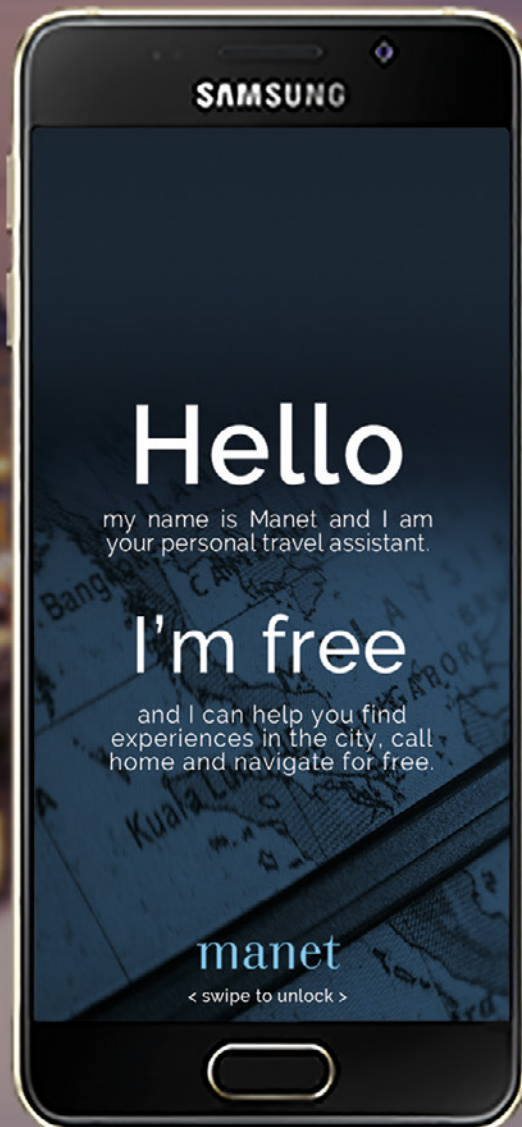 SAMSUNG
Hello
my name is Manet and I am
your personal travel assistant.
I'm free
and I can help you find
experiences in the city, call
home and navigate for free.
manet
< swipe to unlock >